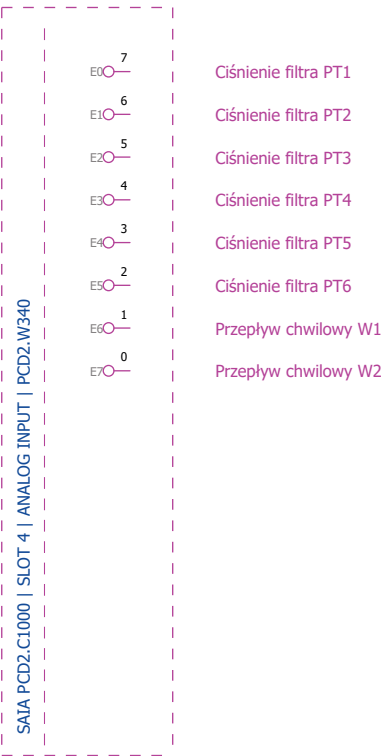 7
E0 Ciśnienie filtra PT1
6
E1 Ciśnienie filtra PT2
5
E2 Ciśnienie filtra PT3
4
E3 Ciśnienie filtra PT4
3
E4 Ciśnienie filtra PT5
2
E5 Ciśnienie filtra PT6
1
E6 Przepływ chwilowy W1
0
E7 Przepływ chwilowy W2
SAIA PCD2.C1000 | SLOT 4 | ANALOG INPUT | PCD2.W340